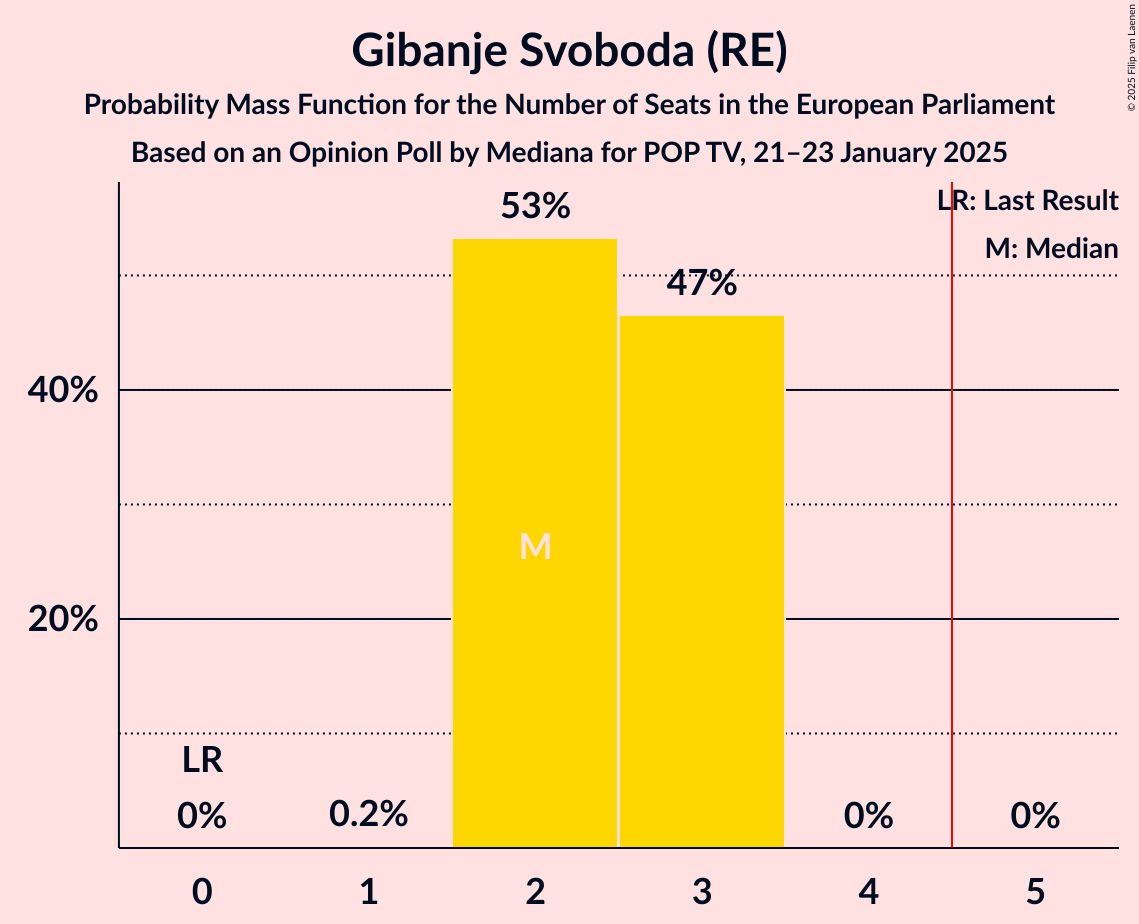 Gibanje Svoboda (RE)
Probability Mass Function for the Number of Seats in the European Parliament
Based on an Opinion Poll by Mediana for POP TV, 21–23 January 2025
© 2025 Filip van Laenen
LR: Last Result
M: Median
53%
47%
40%
M
20%
LR
0%
0.2%
0%
0%
0 1 2 3 4 5